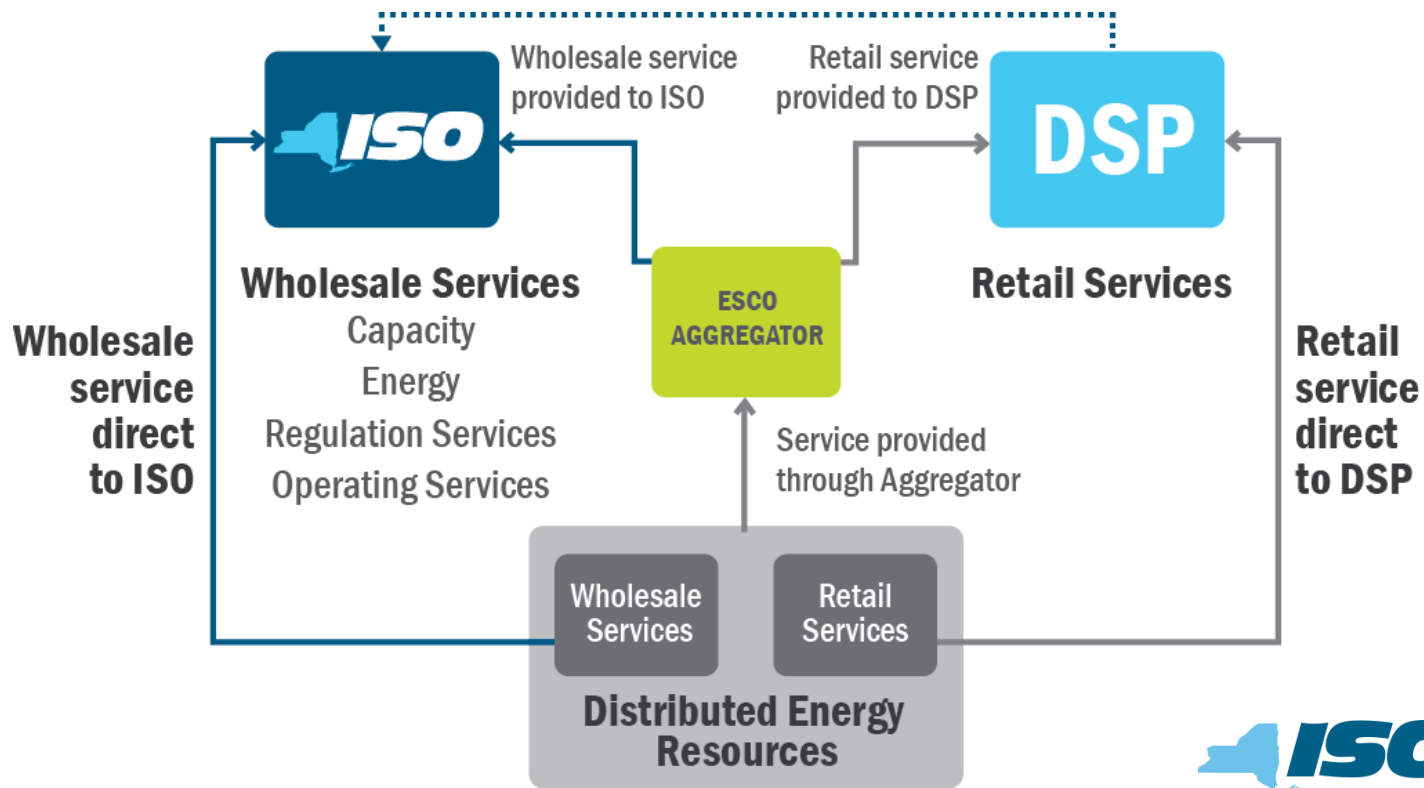 Wholesale service
provided to ISO
Retail service
provided to DSP
ISO
DSP
Wholesale Services
Capacity
Energy
Regulation Services
Operating Services
ESCO
AGGREGATOR
Retail Services
Wholesale
service
direct
to ISO
Retail
service
direct
to DSP
Service provided
through Aggregator
Wholesale
Services
Retail
Services
Distributed Energy
Resources
ISO